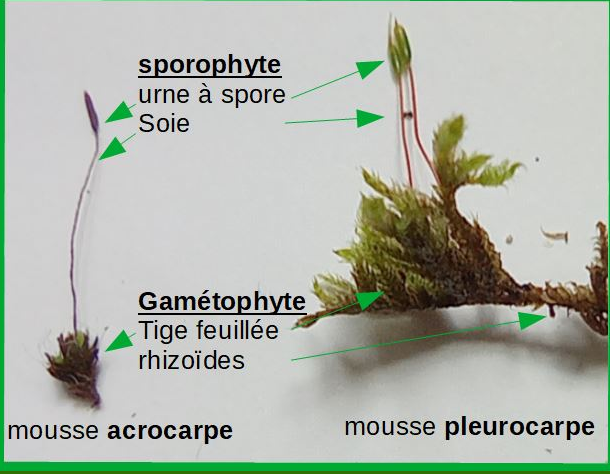 sporophyte
urne à spore
Soie
Gamétophyte
Tige feuillée
rhizoïdes
mousse acrocarpe
mousse pleurocarpe